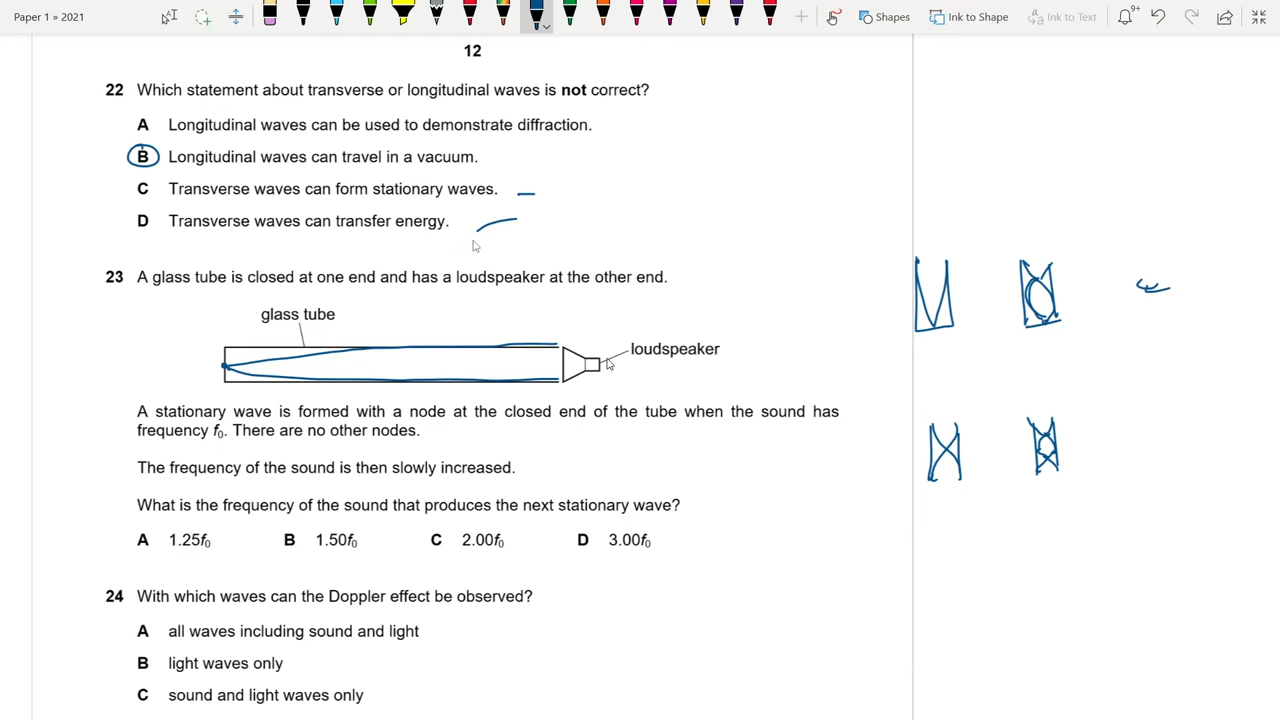 Paper 1 » 2021
Shapes
Ink to Shape
Ink to Text
9+
12
22 Which statement about transverse or longitudinal waves is not correct?
A Longitudinal waves can be used to demonstrate diffraction.
B Longitudinal waves can travel in a vacuum.
C Transverse waves can form stationary waves.
D Transverse waves can transfer energy.
23 A glass tube is closed at one end and has a loudspeaker at the other end.
glass tube
loudspeaker
A stationary wave is formed with a node at the closed end of the tube when the sound has
frequency f₀. There are no other nodes.
The frequency of the sound is then slowly increased.
What is the frequency of the sound that produces the next stationary wave?
A 1.25f₀ B 1.50f₀ C 2.00f₀ D 3.00f₀
24 With which waves can the Doppler effect be observed?
A all waves including sound and light
B light waves only
C sound and light waves only